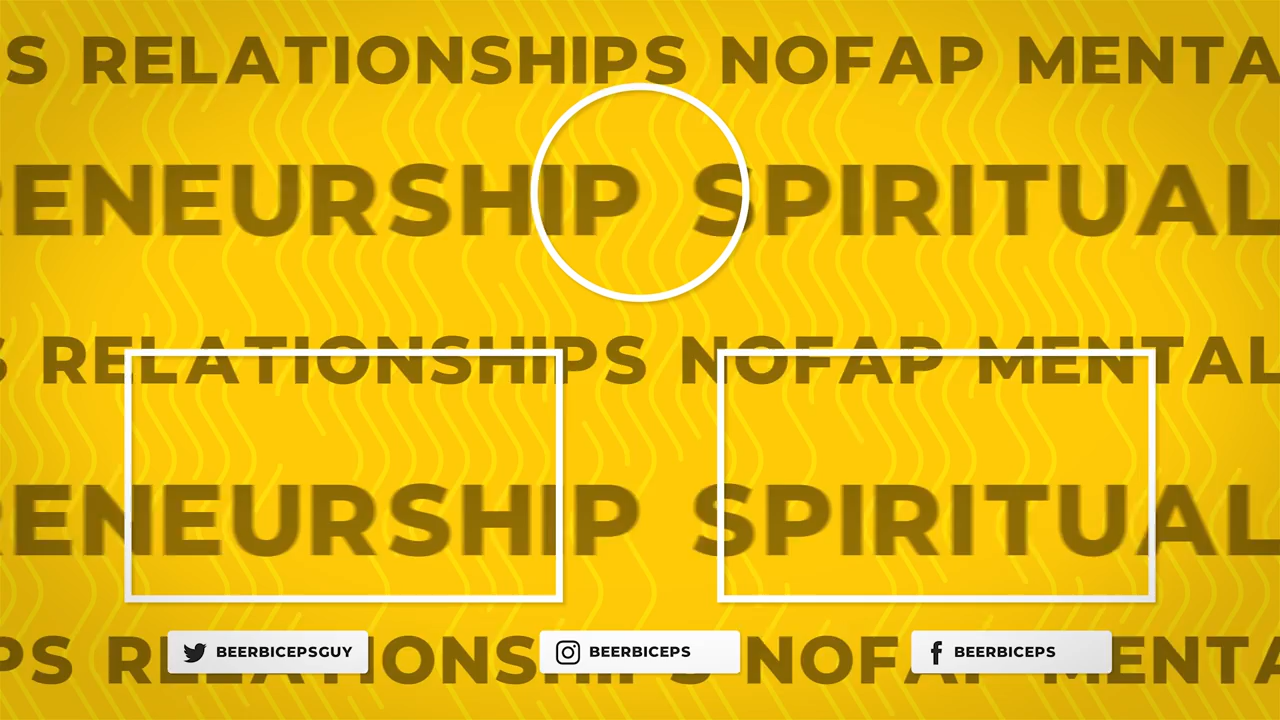 S RELATIONSHIPS NOFAP MENTA
RENEURSHIP SPIRITUAL
S RELATIONSHIPS NOFAP MENTAL
RENEURSHIP SPIRITUAL
PS RELATIONSHIPS NOFAP MENTA
BEERBICEPSGUY
BEERBICEPS
BEERBICEPS